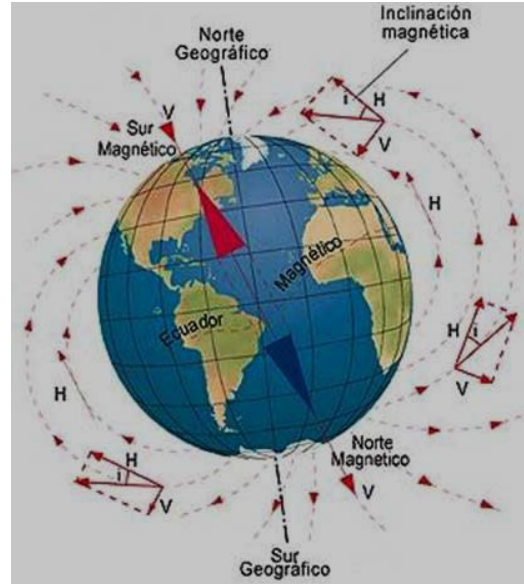 Inclinación
magnética
Norte
Geográfico
i
H
V
V
Sur
Magnético
H
Magnético
Ecuador
H
i
V
H
H
i
V
Norte
Magnetico
V
Sur
Geográfico